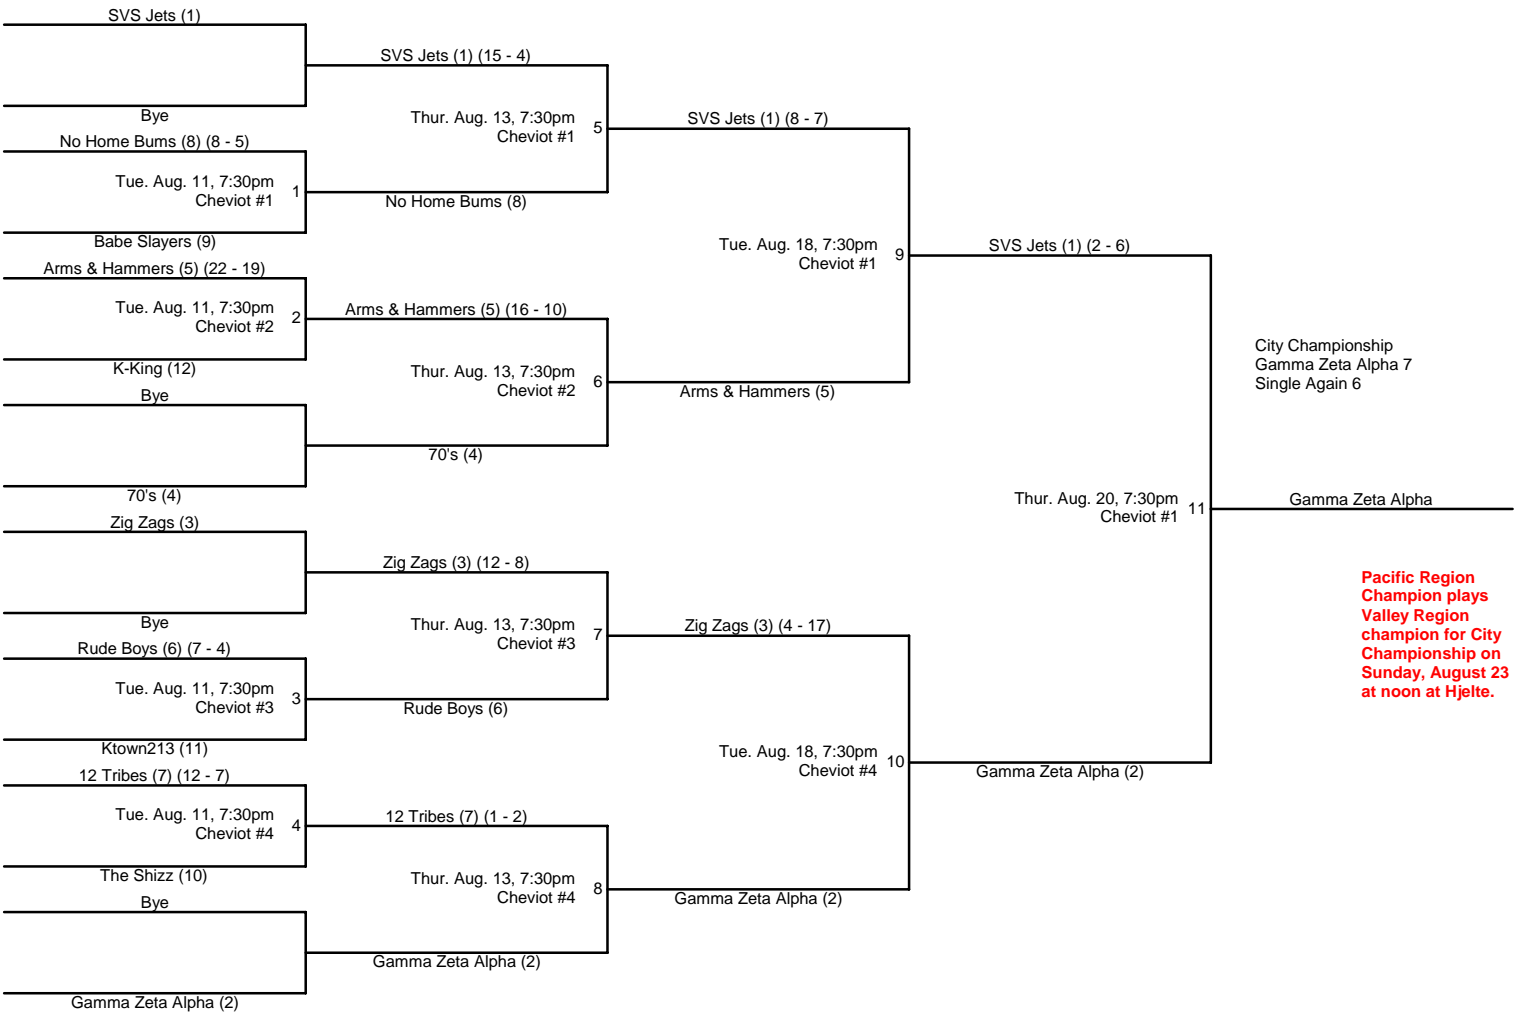 SVS Jets (1)
Bye
No Home Bums (8) (8 - 5)
Tue. Aug. 11, 7:30pm
Cheviot #1
1
Babe Slayers (9)
Arms & Hammers (5) (22 - 19)
Tue. Aug. 11, 7:30pm
Cheviot #2
2
K-King (12)
Bye
70's (4)
Zig Zags (3)
Bye
Rude Boys (6) (7 - 4)
Tue. Aug. 11, 7:30pm
Cheviot #3
3
Ktown213 (11)
12 Tribes (7) (12 - 7)
Tue. Aug. 11, 7:30pm
Cheviot #4
4
The Shizz (10)
Bye
Gamma Zeta Alpha (2)
SVS Jets (1) (15 - 4)
Thur. Aug. 13, 7:30pm
Cheviot #1
5
No Home Bums (8)
Arms & Hammers (5) (16 - 10)
Thur. Aug. 13, 7:30pm
Cheviot #2
6
70's (4)
Zig Zags (3) (12 - 8)
Thur. Aug. 13, 7:30pm
Cheviot #3
7
Rude Boys (6)
12 Tribes (7) (1 - 2)
Thur. Aug. 13, 7:30pm
Cheviot #4
8
Gamma Zeta Alpha (2)
SVS Jets (1) (8 - 7)
Tue. Aug. 18, 7:30pm
Cheviot #1
9
Arms & Hammers (5)
Zig Zags (3) (4 - 17)
Tue. Aug. 18, 7:30pm
Cheviot #4
10
Gamma Zeta Alpha (2)
SVS Jets (1) (2 - 6)
Thur. Aug. 20, 7:30pm
Cheviot #1
11
Gamma Zeta Alpha (2)
City Championship
Gamma Zeta Alpha 7
Single Again 6
Gamma Zeta Alpha
Pacific Region
Champion plays
Valley Region
champion for City
Championship on
Sunday, August 23
at noon at Hjelte.